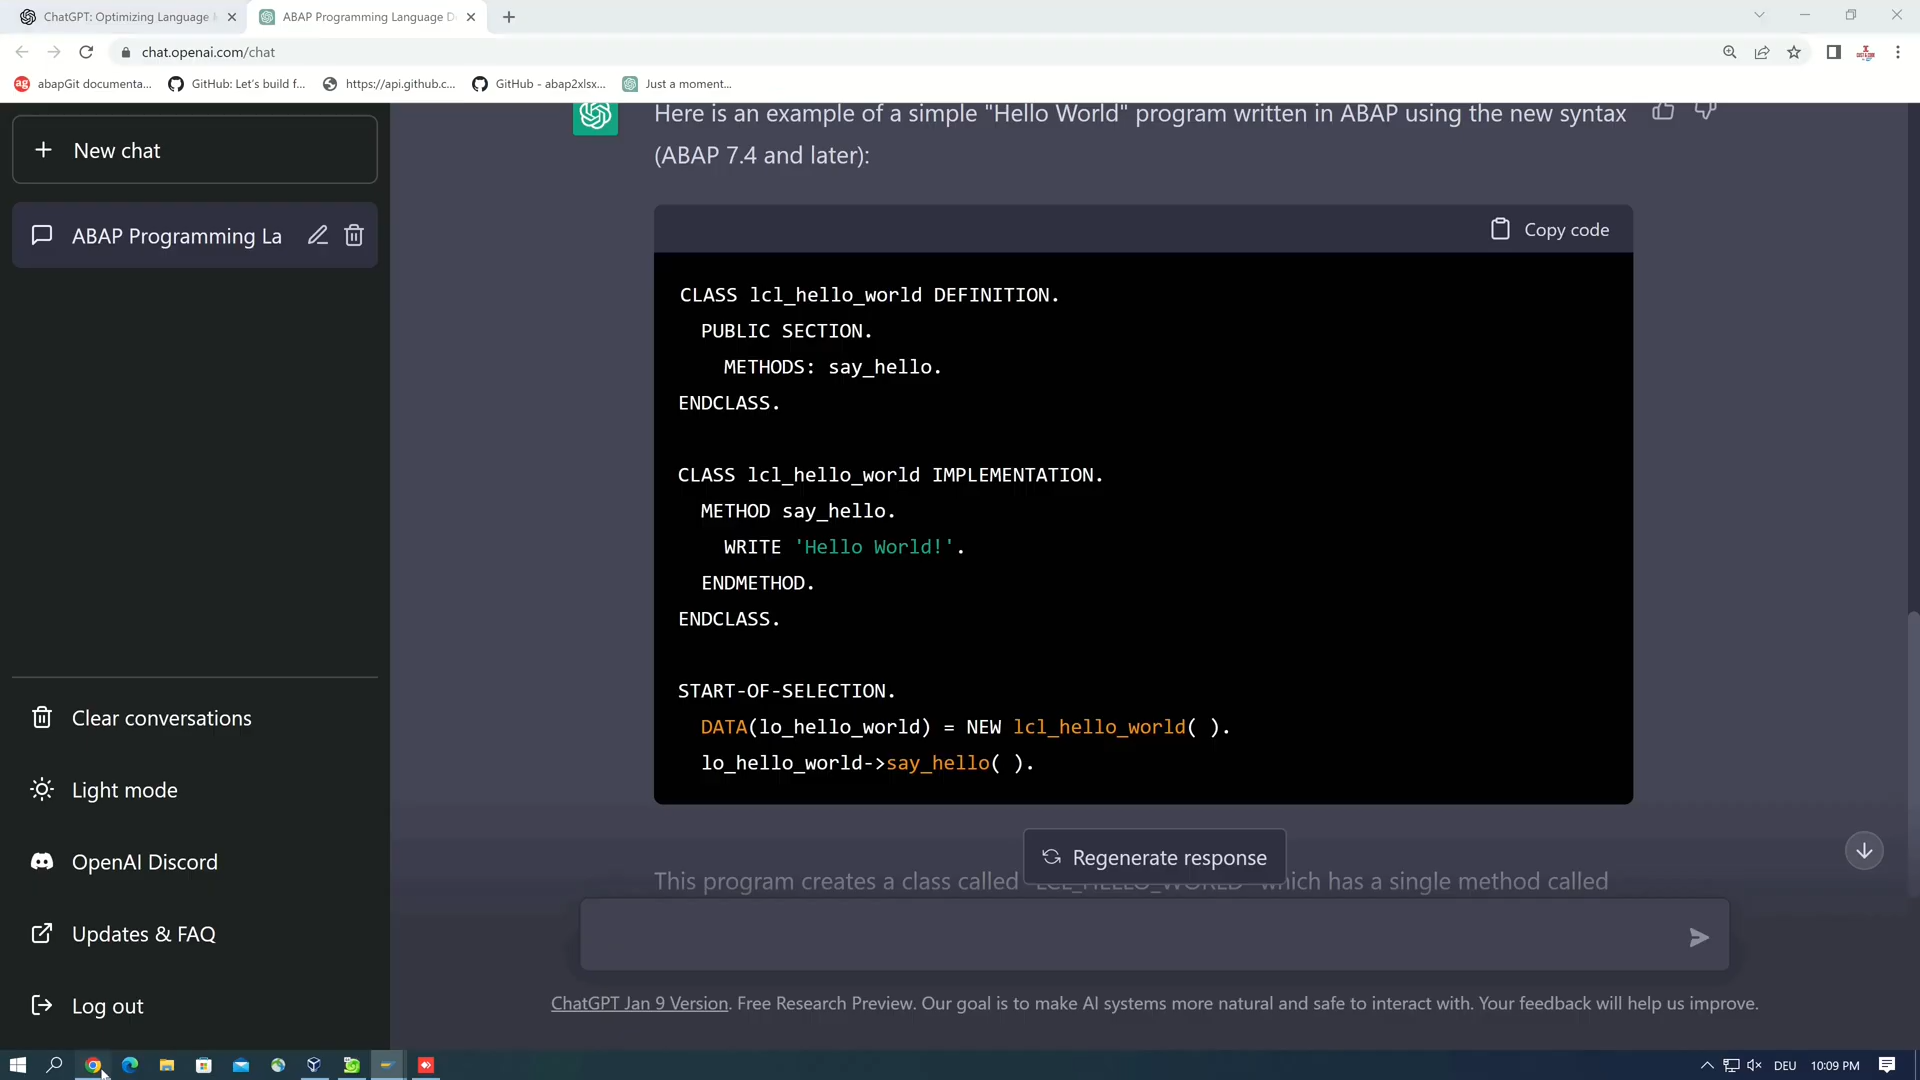 ChatGPT: Optimizing Language
ABAP Programming Language D
chat.openai.com/chat
abapGit documenta...
GitHub: Let's build f...
https://api.github.c...
GitHub - abap2xlsx...
Just a moment...
New chat
ABAP Programming La
Clear conversations
Light mode
OpenAI Discord
Updates & FAQ
Log out
Here is an example of a simple "Hello World" program written in ABAP using the new syntax
(ABAP 7.4 and later):
Copy code
CLASS lcl_hello_world DEFINITION.
PUBLIC SECTION.
METHODS: say_hello.
ENDCLASS.
CLASS lcl_hello_world IMPLEMENTATION.
METHOD say_hello.
WRITE 'Hello World!'.
ENDMETHOD.
ENDCLASS.
START-OF-SELECTION.
DATA(lo_hello_world) = NEW lcl_hello_world( ).
lo_hello_world->say_hello( ).
Regenerate response
This program creates a class called "LCL_HELLO_WORLD" which has a single method called
ChatGPT Jan 9 Version. Free Research Preview. Our goal is to make AI systems more natural and safe to interact with. Your feedback will help us improve.
DEU
10:09 PM